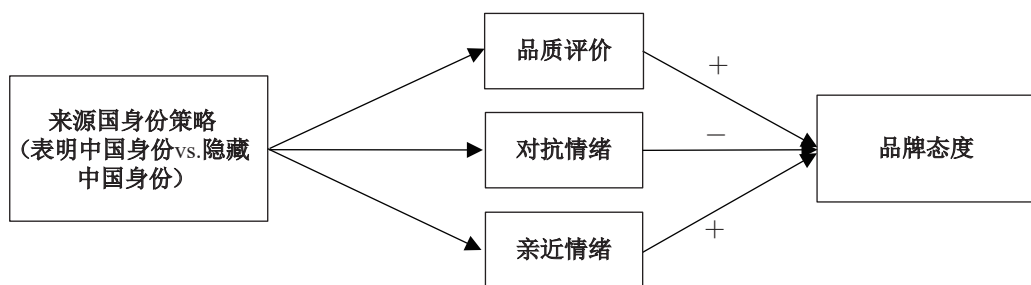 品质评价
+
来源国身份策略
（表明中国身份vs.隐藏
中国身份）
对抗情绪
−
品牌态度
亲近情绪
+